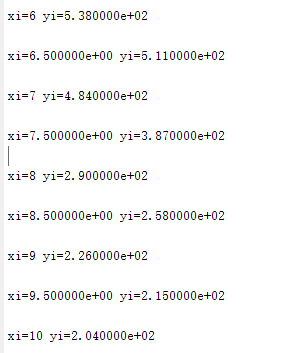 xi=6 yi=5.380000e+02
xi=6.500000e+00 yi=5.110000e+02
xi=7 yi=4.840000e+02
xi=7.500000e+00 yi=3.870000e+02
xi=8 yi=2.900000e+02
xi=8.500000e+00 yi=2.580000e+02
xi=9 yi=2.260000e+02
xi=9.500000e+00 yi=2.150000e+02
xi=10 yi=2.040000e+02